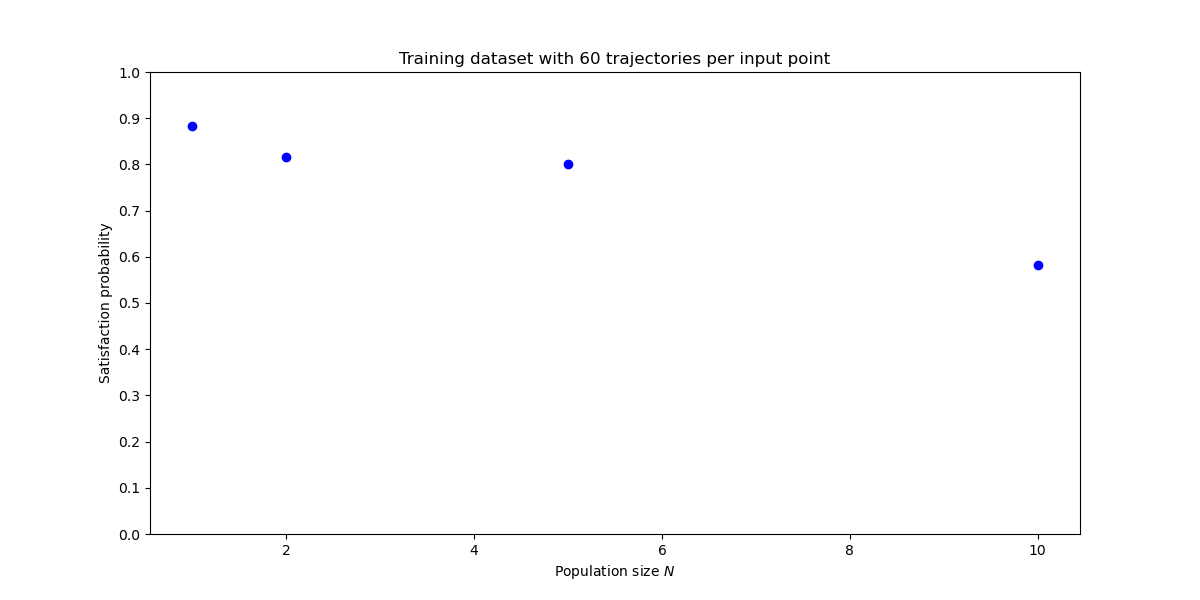 Training dataset with 60 trajectories per input point
1.0
0.9
0.8
0.7
0.6
0.5
0.4
0.3
0.2
0.1
0.0
Satisfaction probability
2 4 6 8 10
Population size N